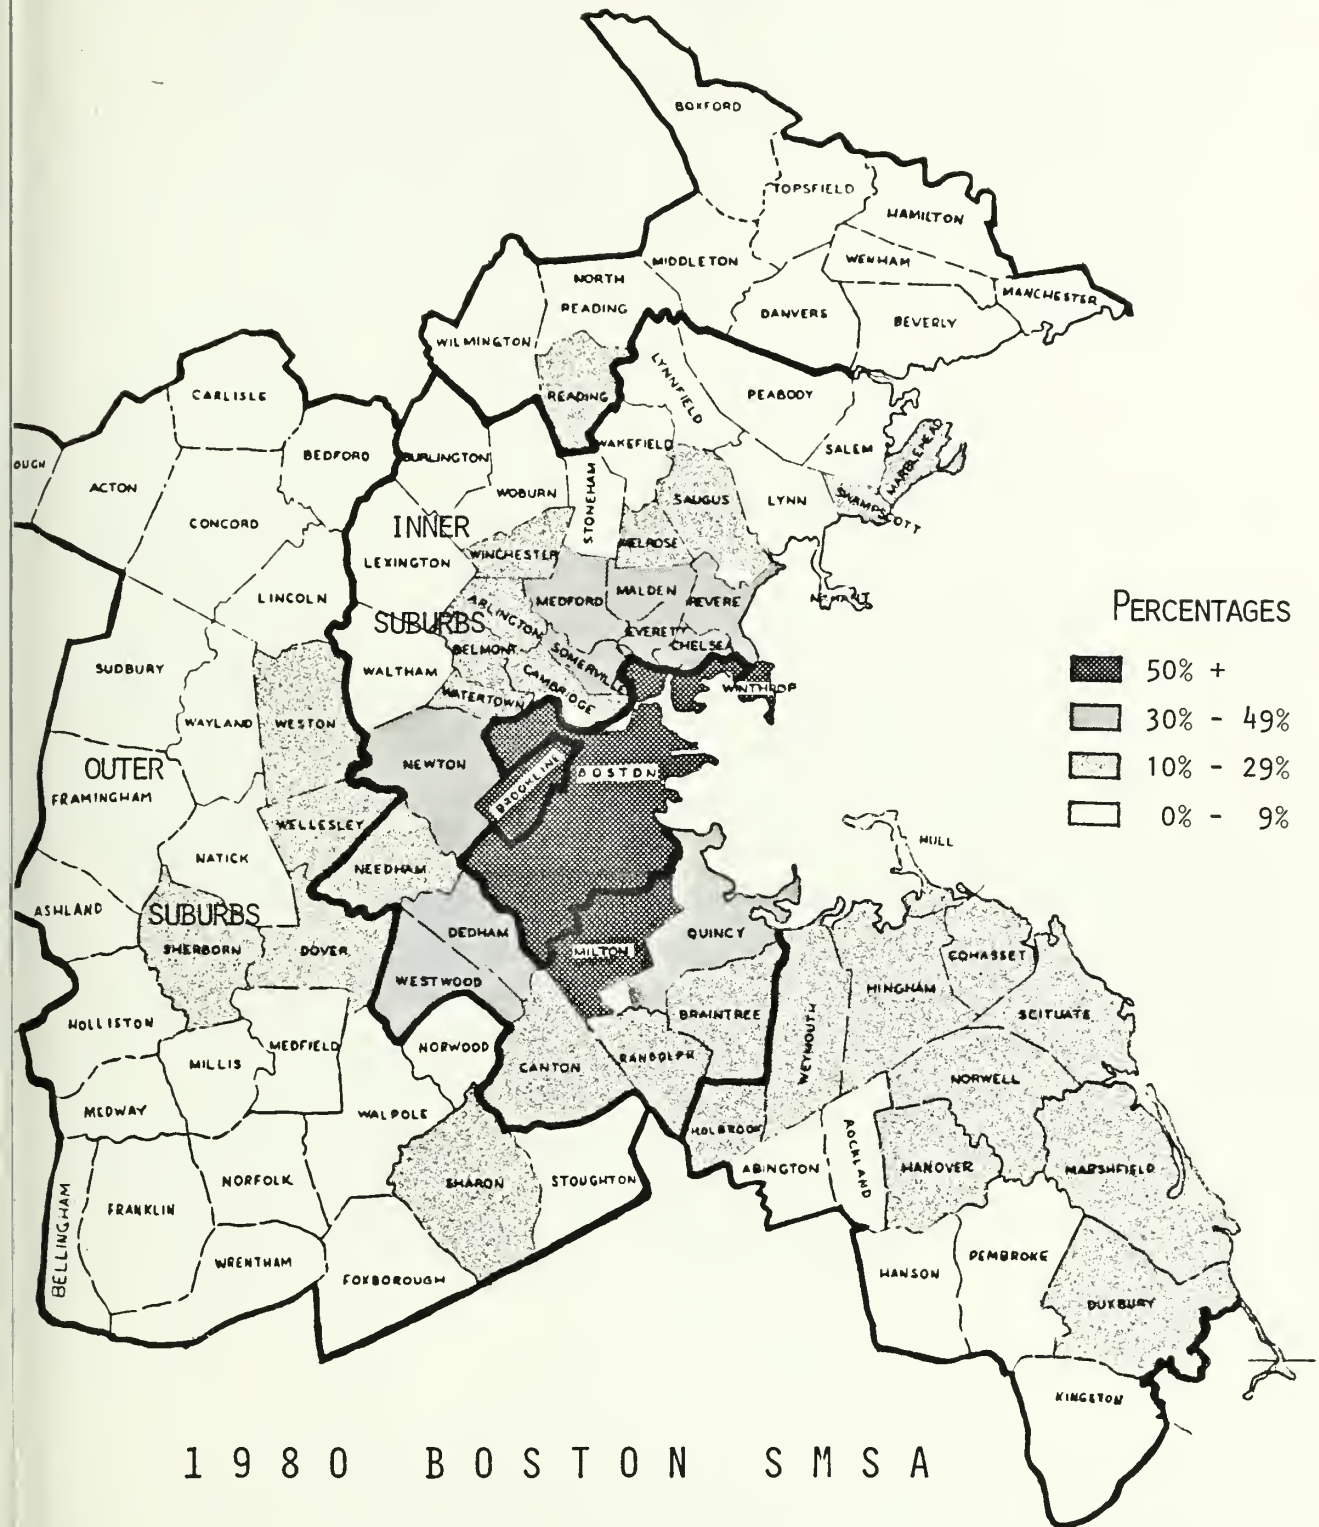 BOXFORD
TOPSFIELD
HAMILTON
MIDDLETON
WENHAM
MANCHESTER
NORTH
READING
DANVERS
BEVERLY
WILMINGTON
READING
LYNNFIELD
PEABODY
CARLISLE
MARBLEHEAD
WAKEFIELD
SALEM
BEDFORD
BURLINGTON
OUGH
ACTON
WOBURN
STONEHAM
SAUGUS
LYNN
SWAMPSCOTT
CONCORD
INNER
MELROSE
WINCHESTER
LEXINGTON
LINCOLN
MEDFORD
MALDEN
REVERE
NAHANT
ARLINGTON
SUBURBS
EVERETT
CHELSEA
BELMONT
SOMERVILLE
SUDBURY
WALTHAM
CAMBRIDGE
WATERTOWN
WINTHROP
WAYLAND
WESTON
NEWTON
BOSTON
BROOKLINE
OUTER
FRAMINGHAM
WELLESLEY
NATICK
NEEDHAM
HULL
ASHLAND
SUBURBS
SHERBORN
DOVER
DEDHAM
QUINCY
MILTON
COHASSET
WESTWOOD
HINGHAM
HOLLISTON
SCITUATE
BRAINTREE
WEYMOUTH
MEDFIELD
NORWOOD
MILLIS
CANTON
RANDOLPH
NORWELL
MEDWAY
WALPOLE
HOLBROOK
ROCKLAND
ABINGTON
HANOVER
MARSHFIELD
NORFOLK
SHARON
STOUGHTON
FRANKLIN
BELLINGHAM
WRENTHAM
FOXBOROUGH
HANSON
PEMBROKE
DUXBURY
KINGSTON
PERCENTAGES
50% +
30% - 49%
10% - 29%
0% - 9%
1980 BOSTON SMSA